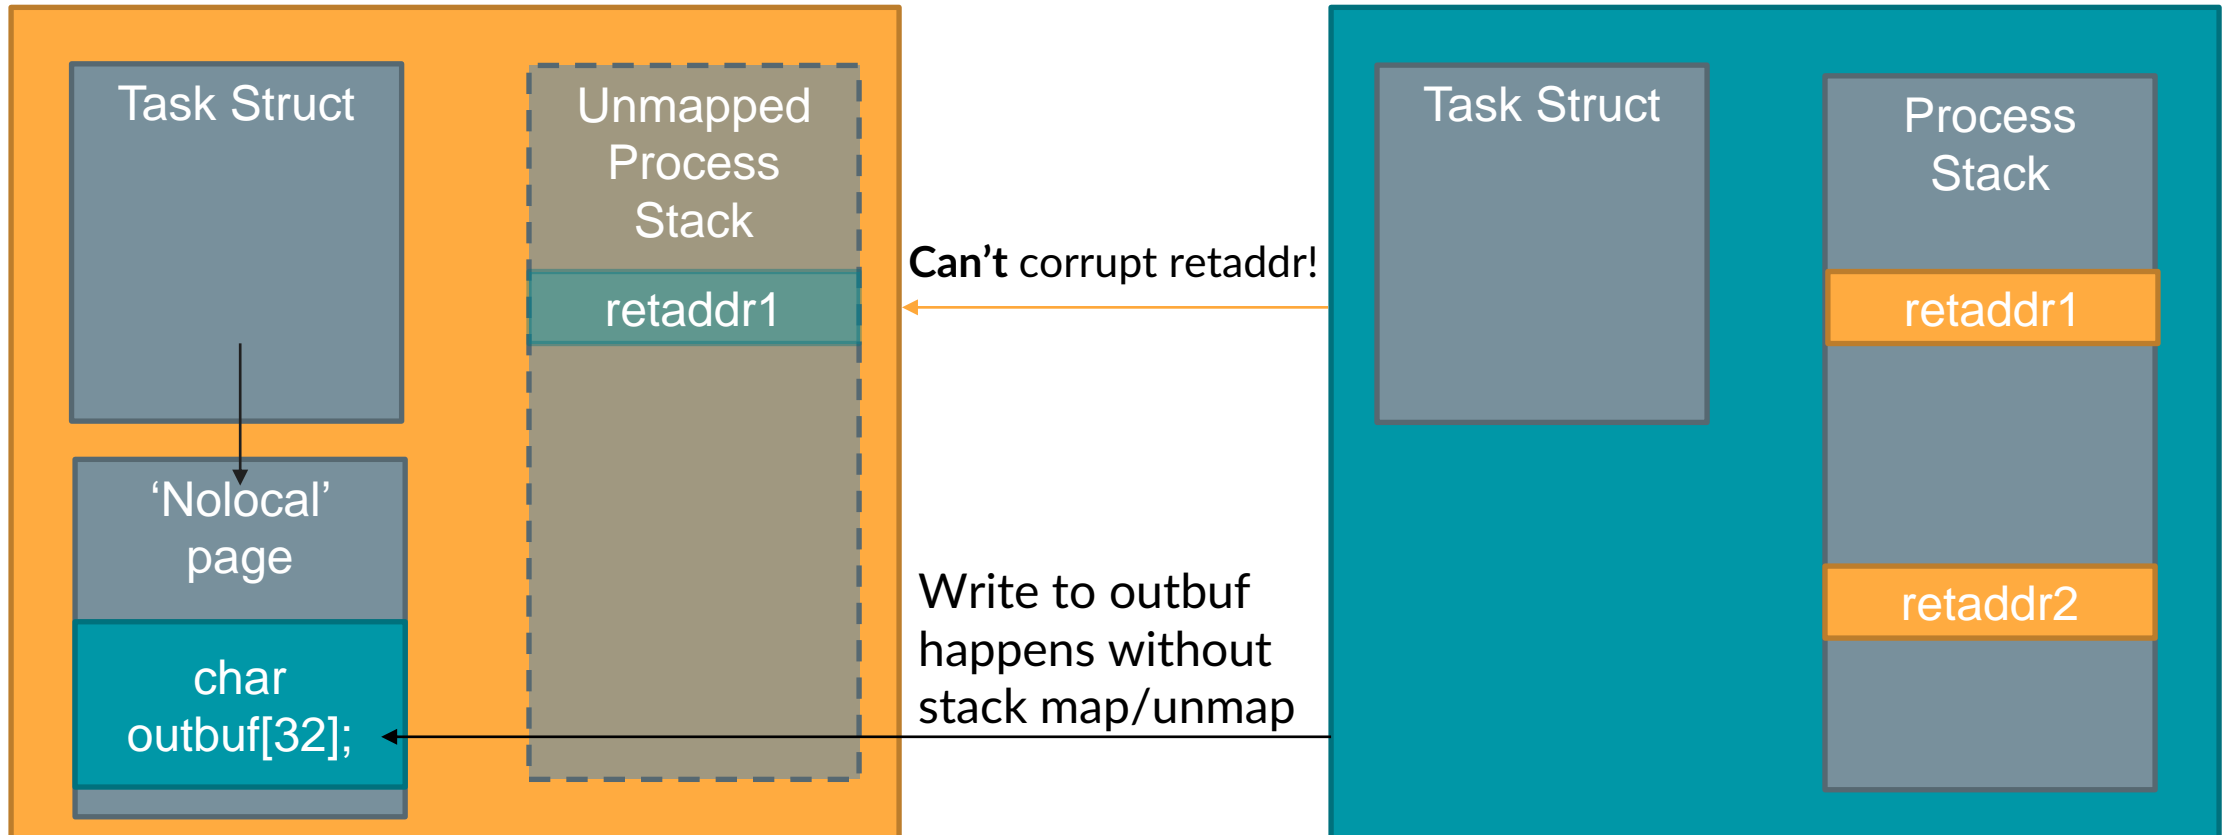 Task Struct
Unmapped
Process
Stack
retaddr1
‘Nolocal’
page
char
outbuf[32];
Can’t corrupt retaddr!
Write to outbuf
happens without
stack map/unmap
Task Struct
Process
Stack
retaddr1
retaddr2